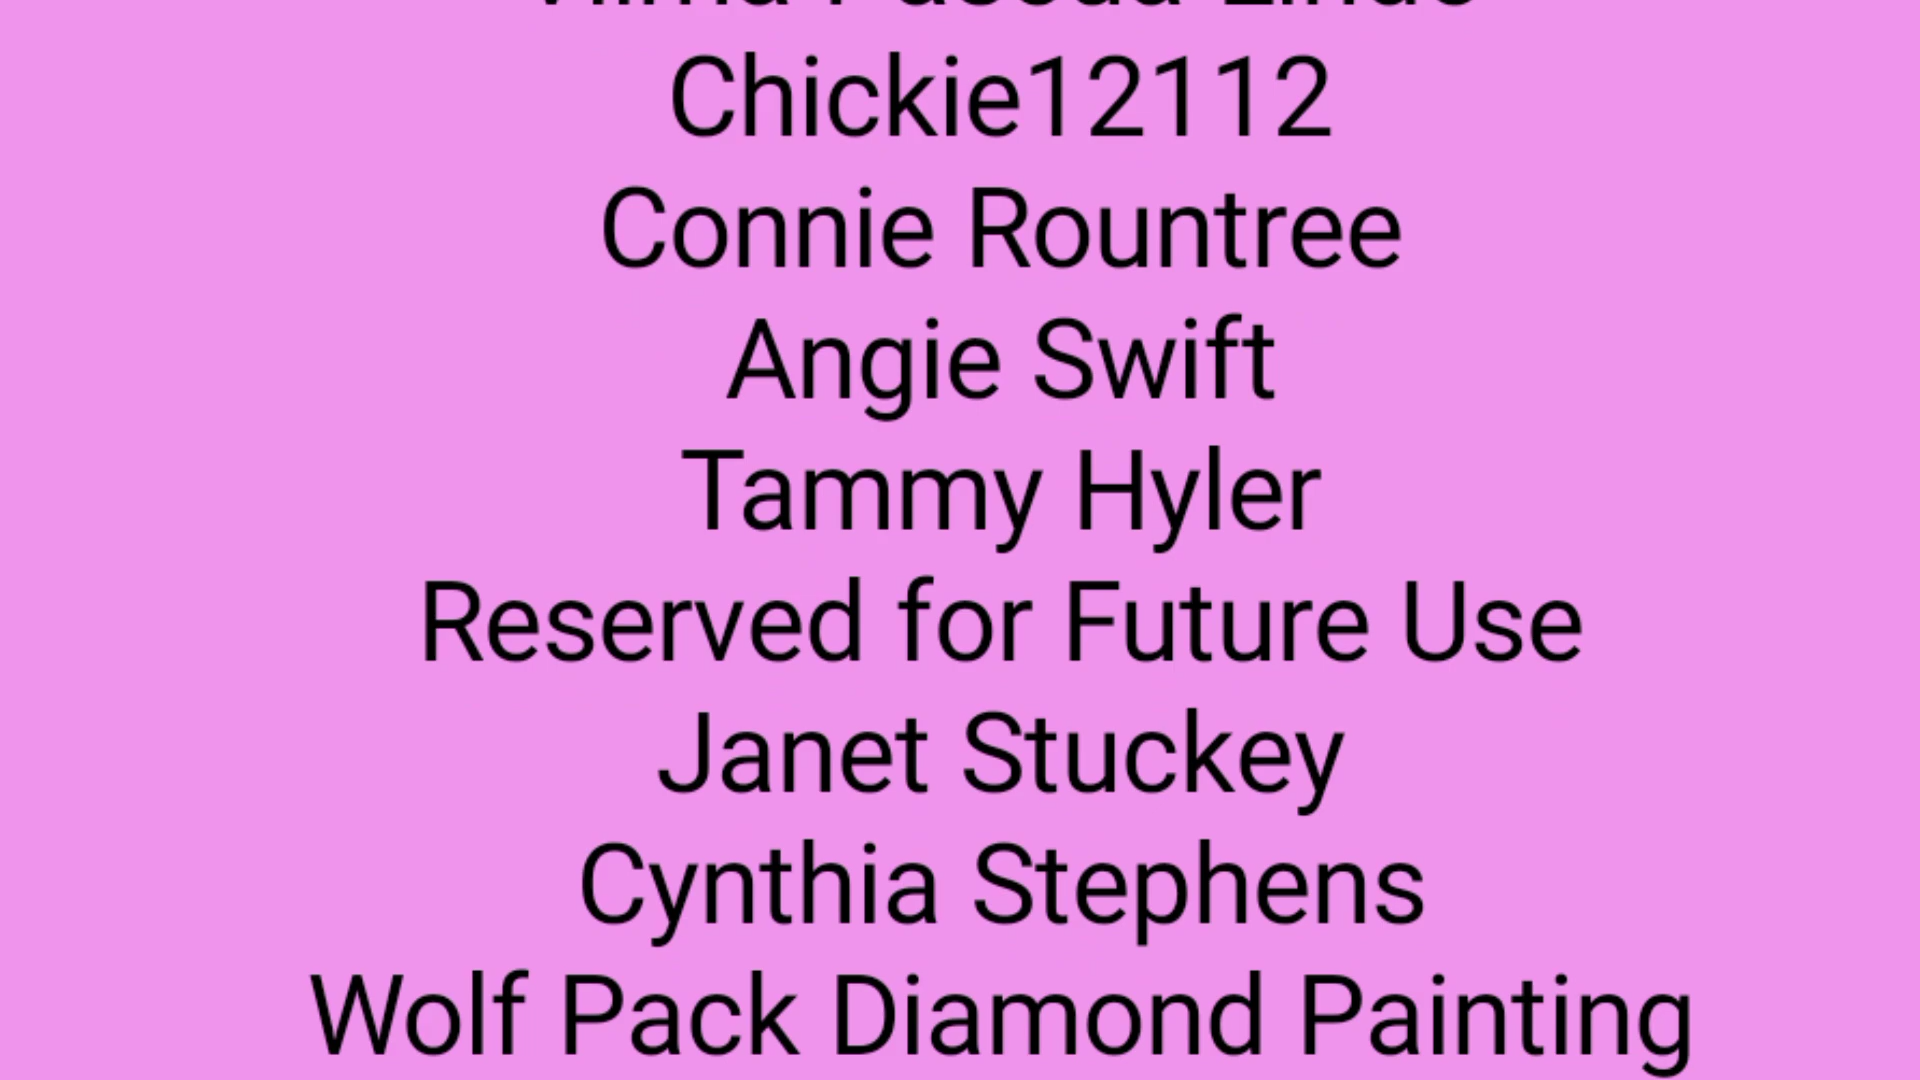 Chickie12112
Connie Rountree
Angie Swift
Tammy Hyler
Reserved for Future Use
Janet Stuckey
Cynthia Stephens
Wolf Pack Diamond Painting